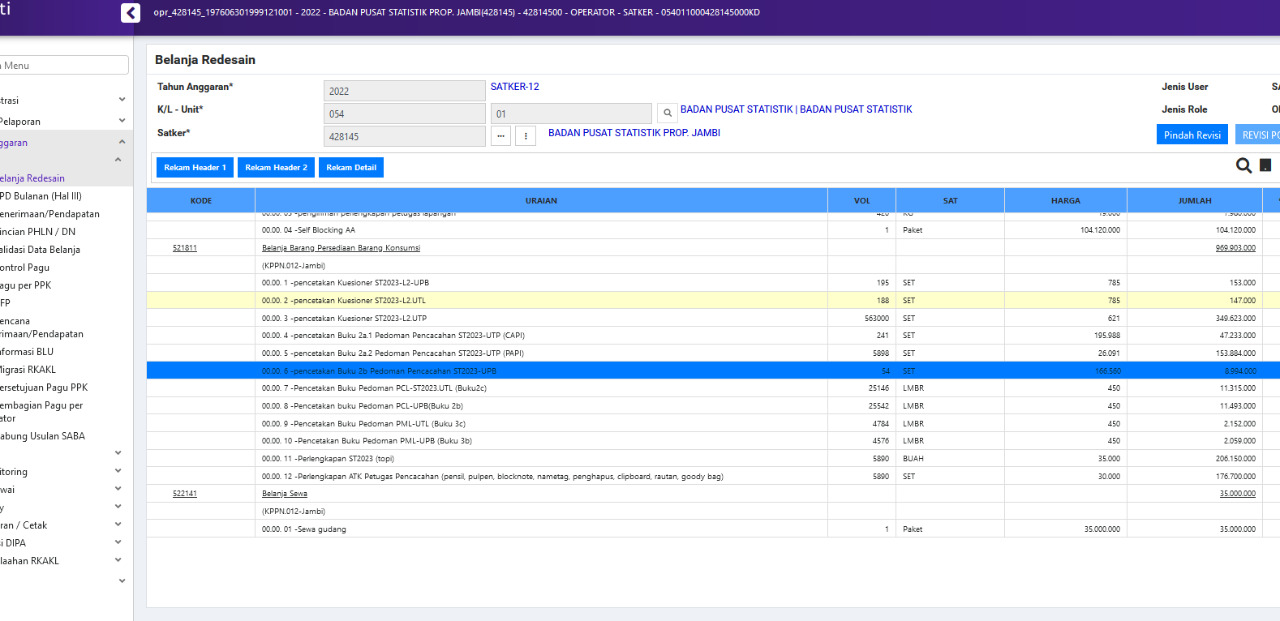 ti
opr_428145_197606301999121001 - 2022 - BADAN PUSAT STATISTIK PROP. JAMBI(428145) - 42814500 - OPERATOR - SATKER - 054011000428145000KD
Menu
trasi
Pelaporan
ggaran
elanja Redesain
PD Bulanan (Hal III)
enerimaan/Pendapatan
incian PHLN / DN
alidasi Data Belanja
ontrol Pagu
agu per PPK
FP
encana
rimaan/Pendapatan
nformasi BLU
Migrasi RKAKL
ersetujuan Pagu PPK
embagian Pagu per
ator
abung Usulan SABA
nitoring
wai
y
ran / Cetak
si DIPA
laahan RKAKL
Belanja Redesain
Tahun Anggaran* 2022 SATKER-12 Jenis User SA
K/L - Unit* 054 01 BADAN PUSAT STATISTIK | BADAN PUSAT STATISTIK Jenis Role
Satker* 428145 BADAN PUSAT STATISTIK PROP. JAMBI Pindah Revisi REVISI PO
Rekam Header 1 Rekam Header 2 Rekam Detail
KODE URAIAN VOL SAT HARGA JUMLAH
00.00. 03 -pengiriman perlengkapan petugas lapangan 420 KG 19.000 7.980.000
00.00. 04 -Self Blocking AA 1 Paket 104.120.000 104.120.000
521811 Belanja Barang Persediaan Barang Konsumsi 969.903.000
(KPPN.012-Jambi)
00.00. 1 -pencetakan Kuesioner ST2023-L2-UPB 195 SET 785 153.000
00.00. 2 -pencetakan Kuesioner ST2023-L2.UTL 188 SET 785 147.000
00.00. 3 -pencetakan Kuesioner ST2023-L2.UTP 563000 SET 621 349.623.000
00.00. 4 -pencetakan Buku 2a.1 Pedoman Pencacahan ST2023-UTP (CAPI) 241 SET 195.988 47.233.000
00.00. 5 -pencetakan Buku 2a.2 Pedoman Pencacahan ST2023-UTP (PAPI) 5898 SET 26.091 153.884.000
00.00. 6 -pencetakan Buku 2b Pedoman Pencacahan ST2023-UPB 54 SET 166.560 8.994.000
00.00. 7 -Pencetakan Buku Pedoman PCL-ST2023.UTL (Buku2c) 25146 LMBR 450 11.315.000
00.00. 8 -Pencetakan buku Pedoman PCL-UPB(Buku 2b) 25542 LMBR 450 11.493.000
00.00. 9 -Pencetakan Buku Pedoman PML-UTL (Buku 3c) 4784 LMBR 450 2.152.000
00.00. 10 -Pencetakan Buku Pedoman PML-UPB (Buku 3b) 4576 LMBR 450 2.059.000
00.00. 11 -Perlengkapan ST2023 (topi) 5890 BUAH 35.000 206.150.000
00.00. 12 -Perlengkapan ATK Petugas Pencacahan (pensil, pulpen, blocknote, nametag, penghapus, clipboard, rautan, goody bag) 5890 SET 30.000 176.700.000
522141 Belanja Sewa 35.000.000
(KPPN.012-Jambi)
00.00. 01 -Sewa gudang 1 Paket 35.000.000 35.000.000